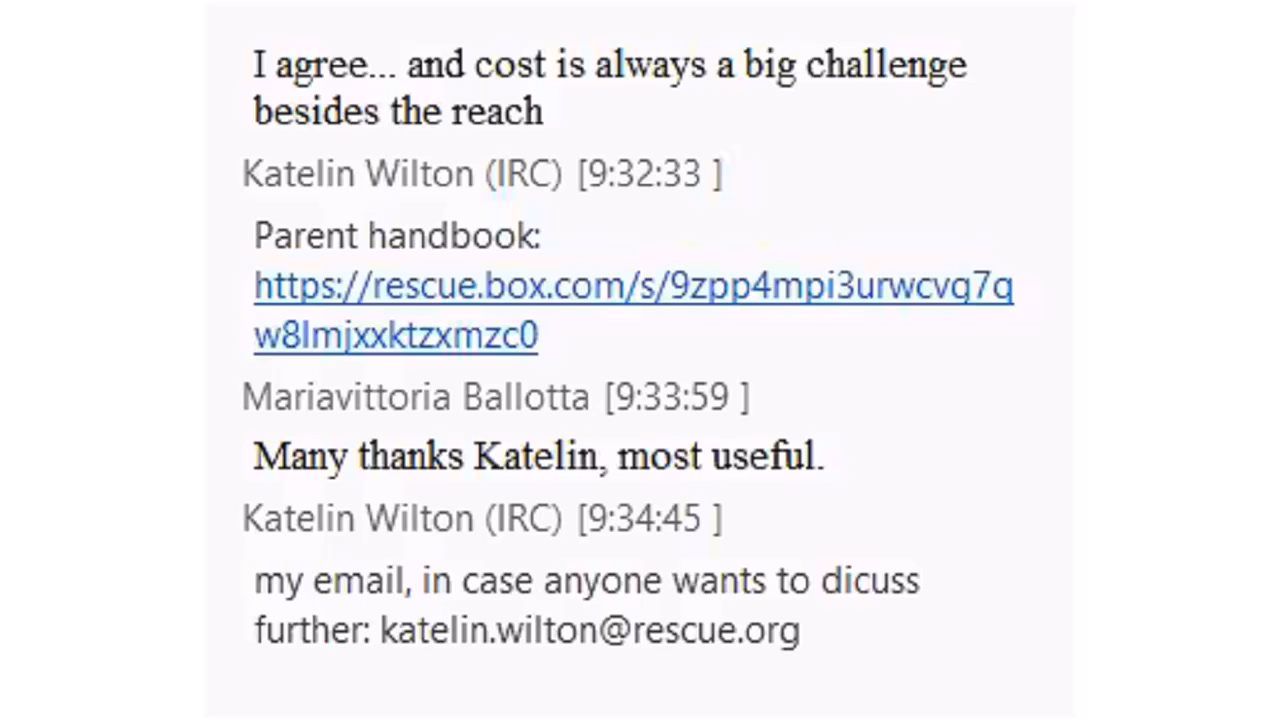 I agree... and cost is always a big challenge
besides the reach
Katelin Wilton (IRC) [9:32:33 ]
Parent handbook:
https://rescue.box.com/s/9zpp4mpi3urwcvq7q
w8lmjxxktzxmzc0
Mariavittoria Ballotta [9:33:59 ]
Many thanks Katelin, most useful.
Katelin Wilton (IRC) [9:34:45 ]
my email, in case anyone wants to dicuss
further: katelin.wilton@rescue.org